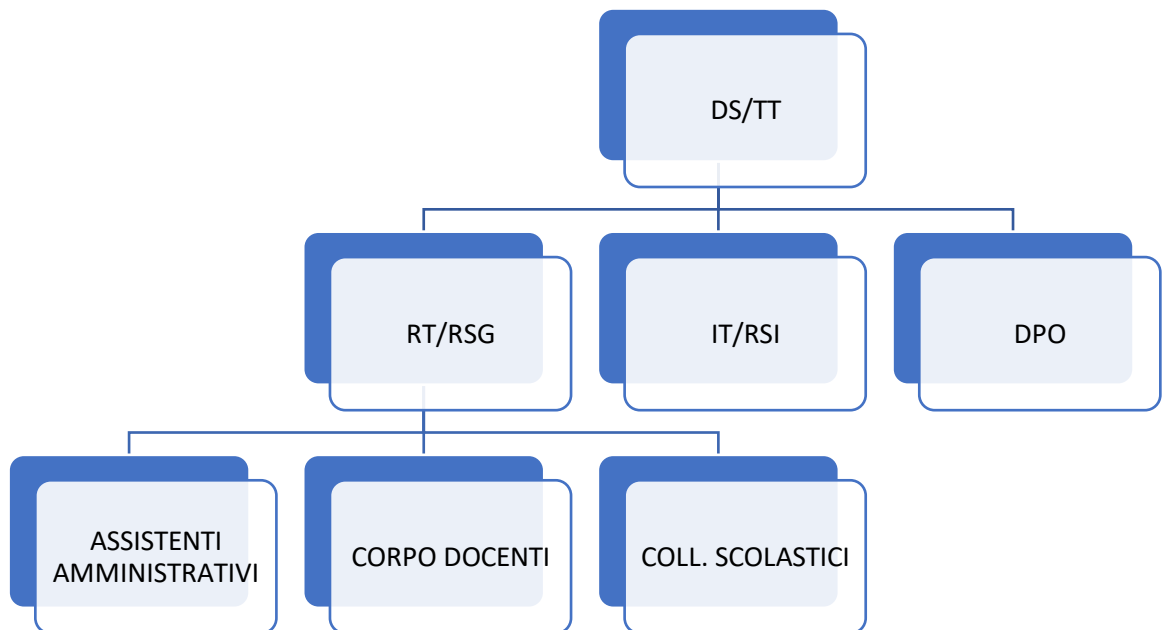 DS/TT
RT/RSG
IT/RSI
DPO
ASSISTENTI
AMMINISTRATIVI
CORPO DOCENTI
COLL. SCOLASTICI